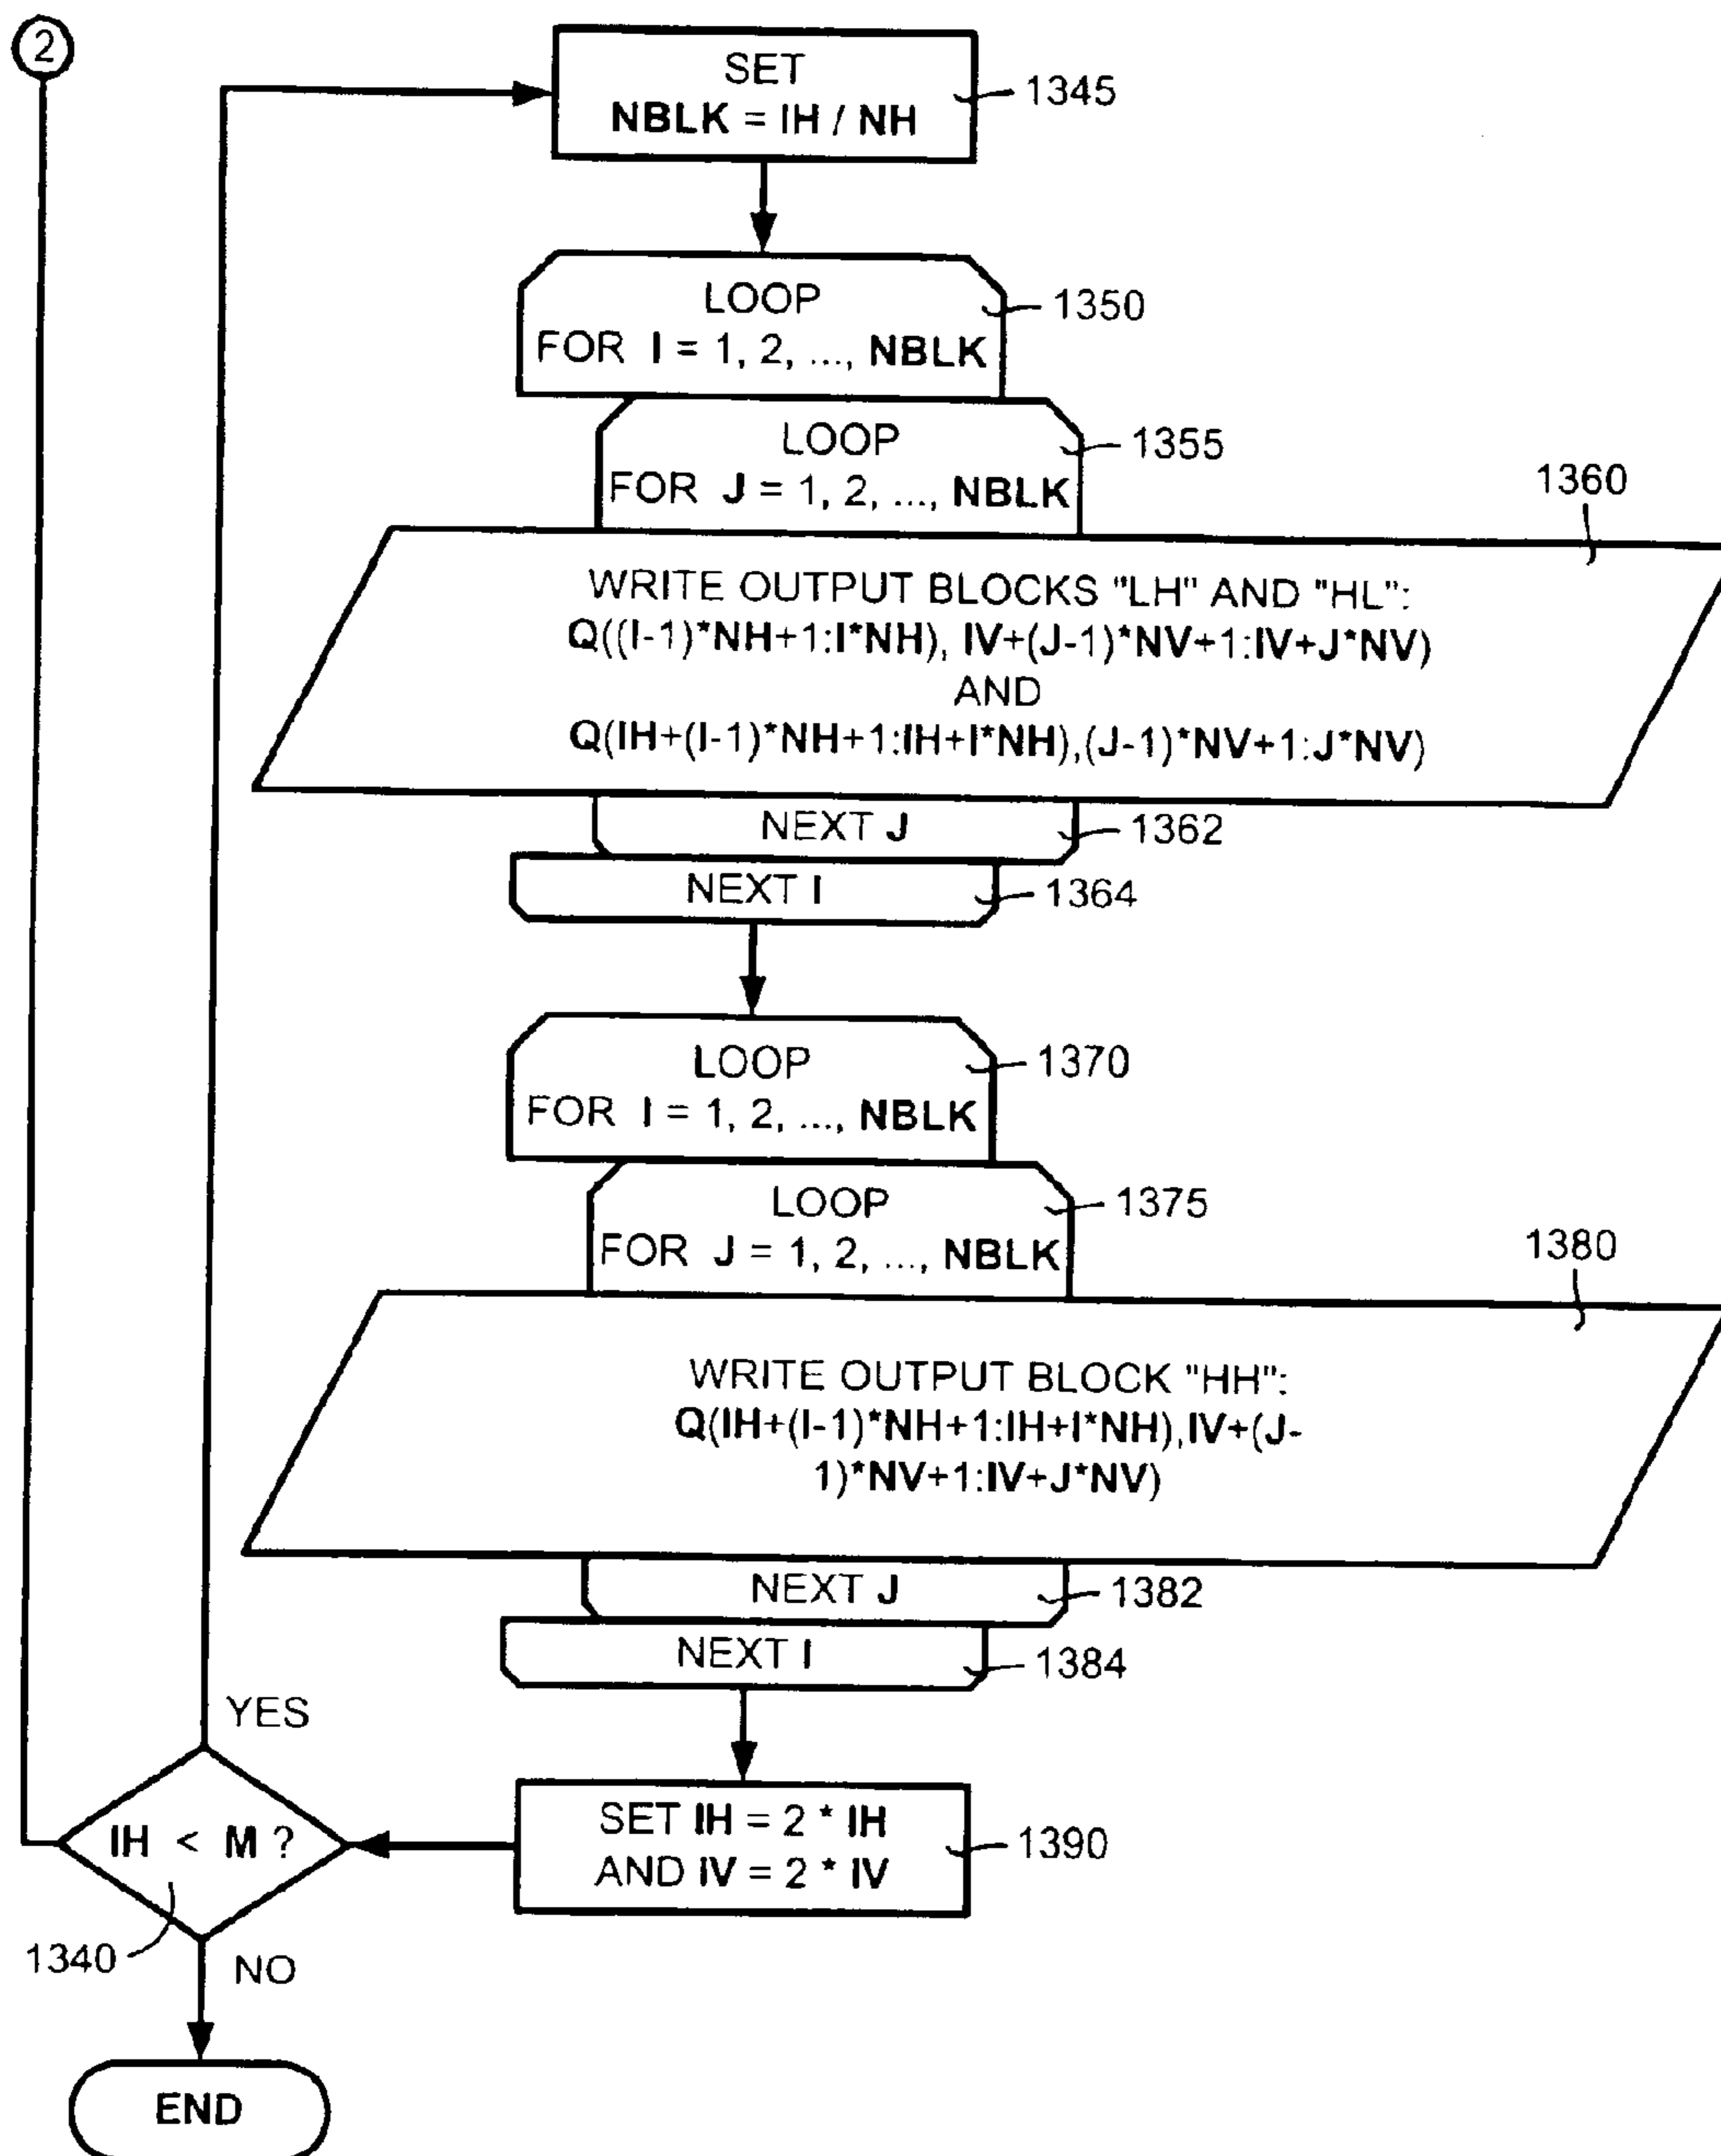 2
SET
NBLK = IH / NH
1345
LOOP
FOR I = 1, 2, ..., NBLK
1350
LOOP
FOR J = 1, 2, ..., NBLK
1355
1360
WRITE OUTPUT BLOCKS "LH" AND "HL":
Q((I-1)*NH+1:I*NH), IV+(J-1)*NV+1:IV+J*NV)
AND
Q(IH+(I-1)*NH+1:IH+I*NH),(J-1)*NV+1:J*NV)
NEXT J
1362
NEXT I
1364
LOOP
FOR I = 1, 2, ..., NBLK
1370
LOOP
FOR J = 1, 2, ..., NBLK
1375
1380
WRITE OUTPUT BLOCK "HH":
Q(IH+(I-1)*NH+1:IH+I*NH),IV+(J-
1)*NV+1:IV+J*NV)
NEXT J
1382
NEXT I
1384
YES
IH < M ?
SET IH = 2 * IH
AND IV = 2 * IV
1390
1340
NO
END